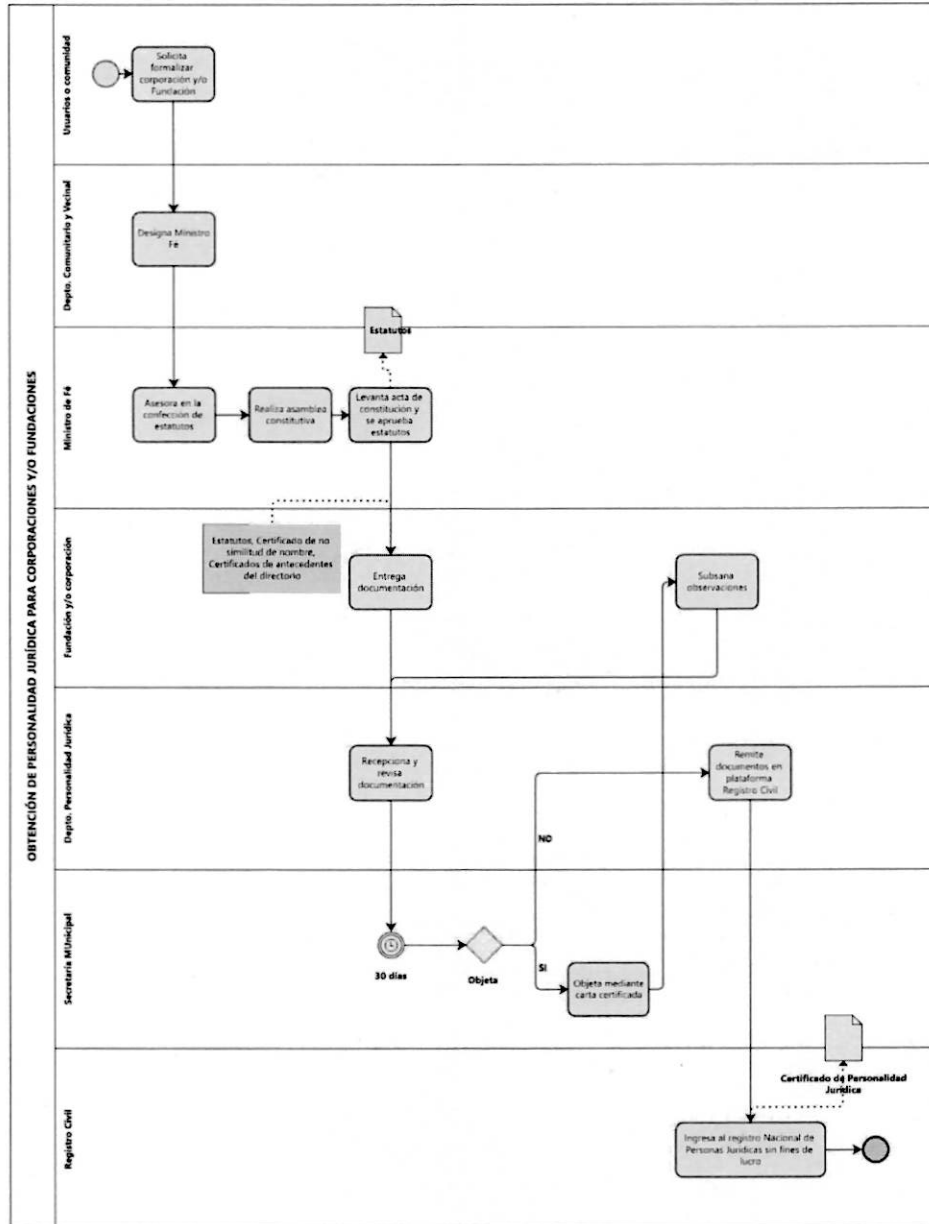 OBTENCIÓN DE PERSONALIDAD JURÍDICA PARA CORPORACIONES Y/O FUNDACIONES
Usuarios o comunidad
Solicita
formalizar
corporación y/o
Fundación
Depto. Comunitario y Vecinal
Designa Ministro
Fé
Ministro de Fé
Estatutos
Asesora en la
confección de
estatutos
Realiza asamblea
constitutiva
Levanta acta de
constitución y
se aprueba
estatutos
Fundación y/o corporación
Estatutos, Certificado de no
similitud de nombre,
Certificados de antecedentes
del directorio
Entrega
documentación
Subsana
observaciones
Depto. Personalidad Jurídica
Recepciona y
revisa
documentación
Remite
documentos en
plataforma
Registro Civil
NO
Secretaría MUnicipal
30 días
Objeta
SI
Objeta mediante
carta certificada
Registro Civil
Certificado de Personalidad
Jurídica
Ingresa al registro Nacional de
Personas Jurídicas sin fines de
lucro